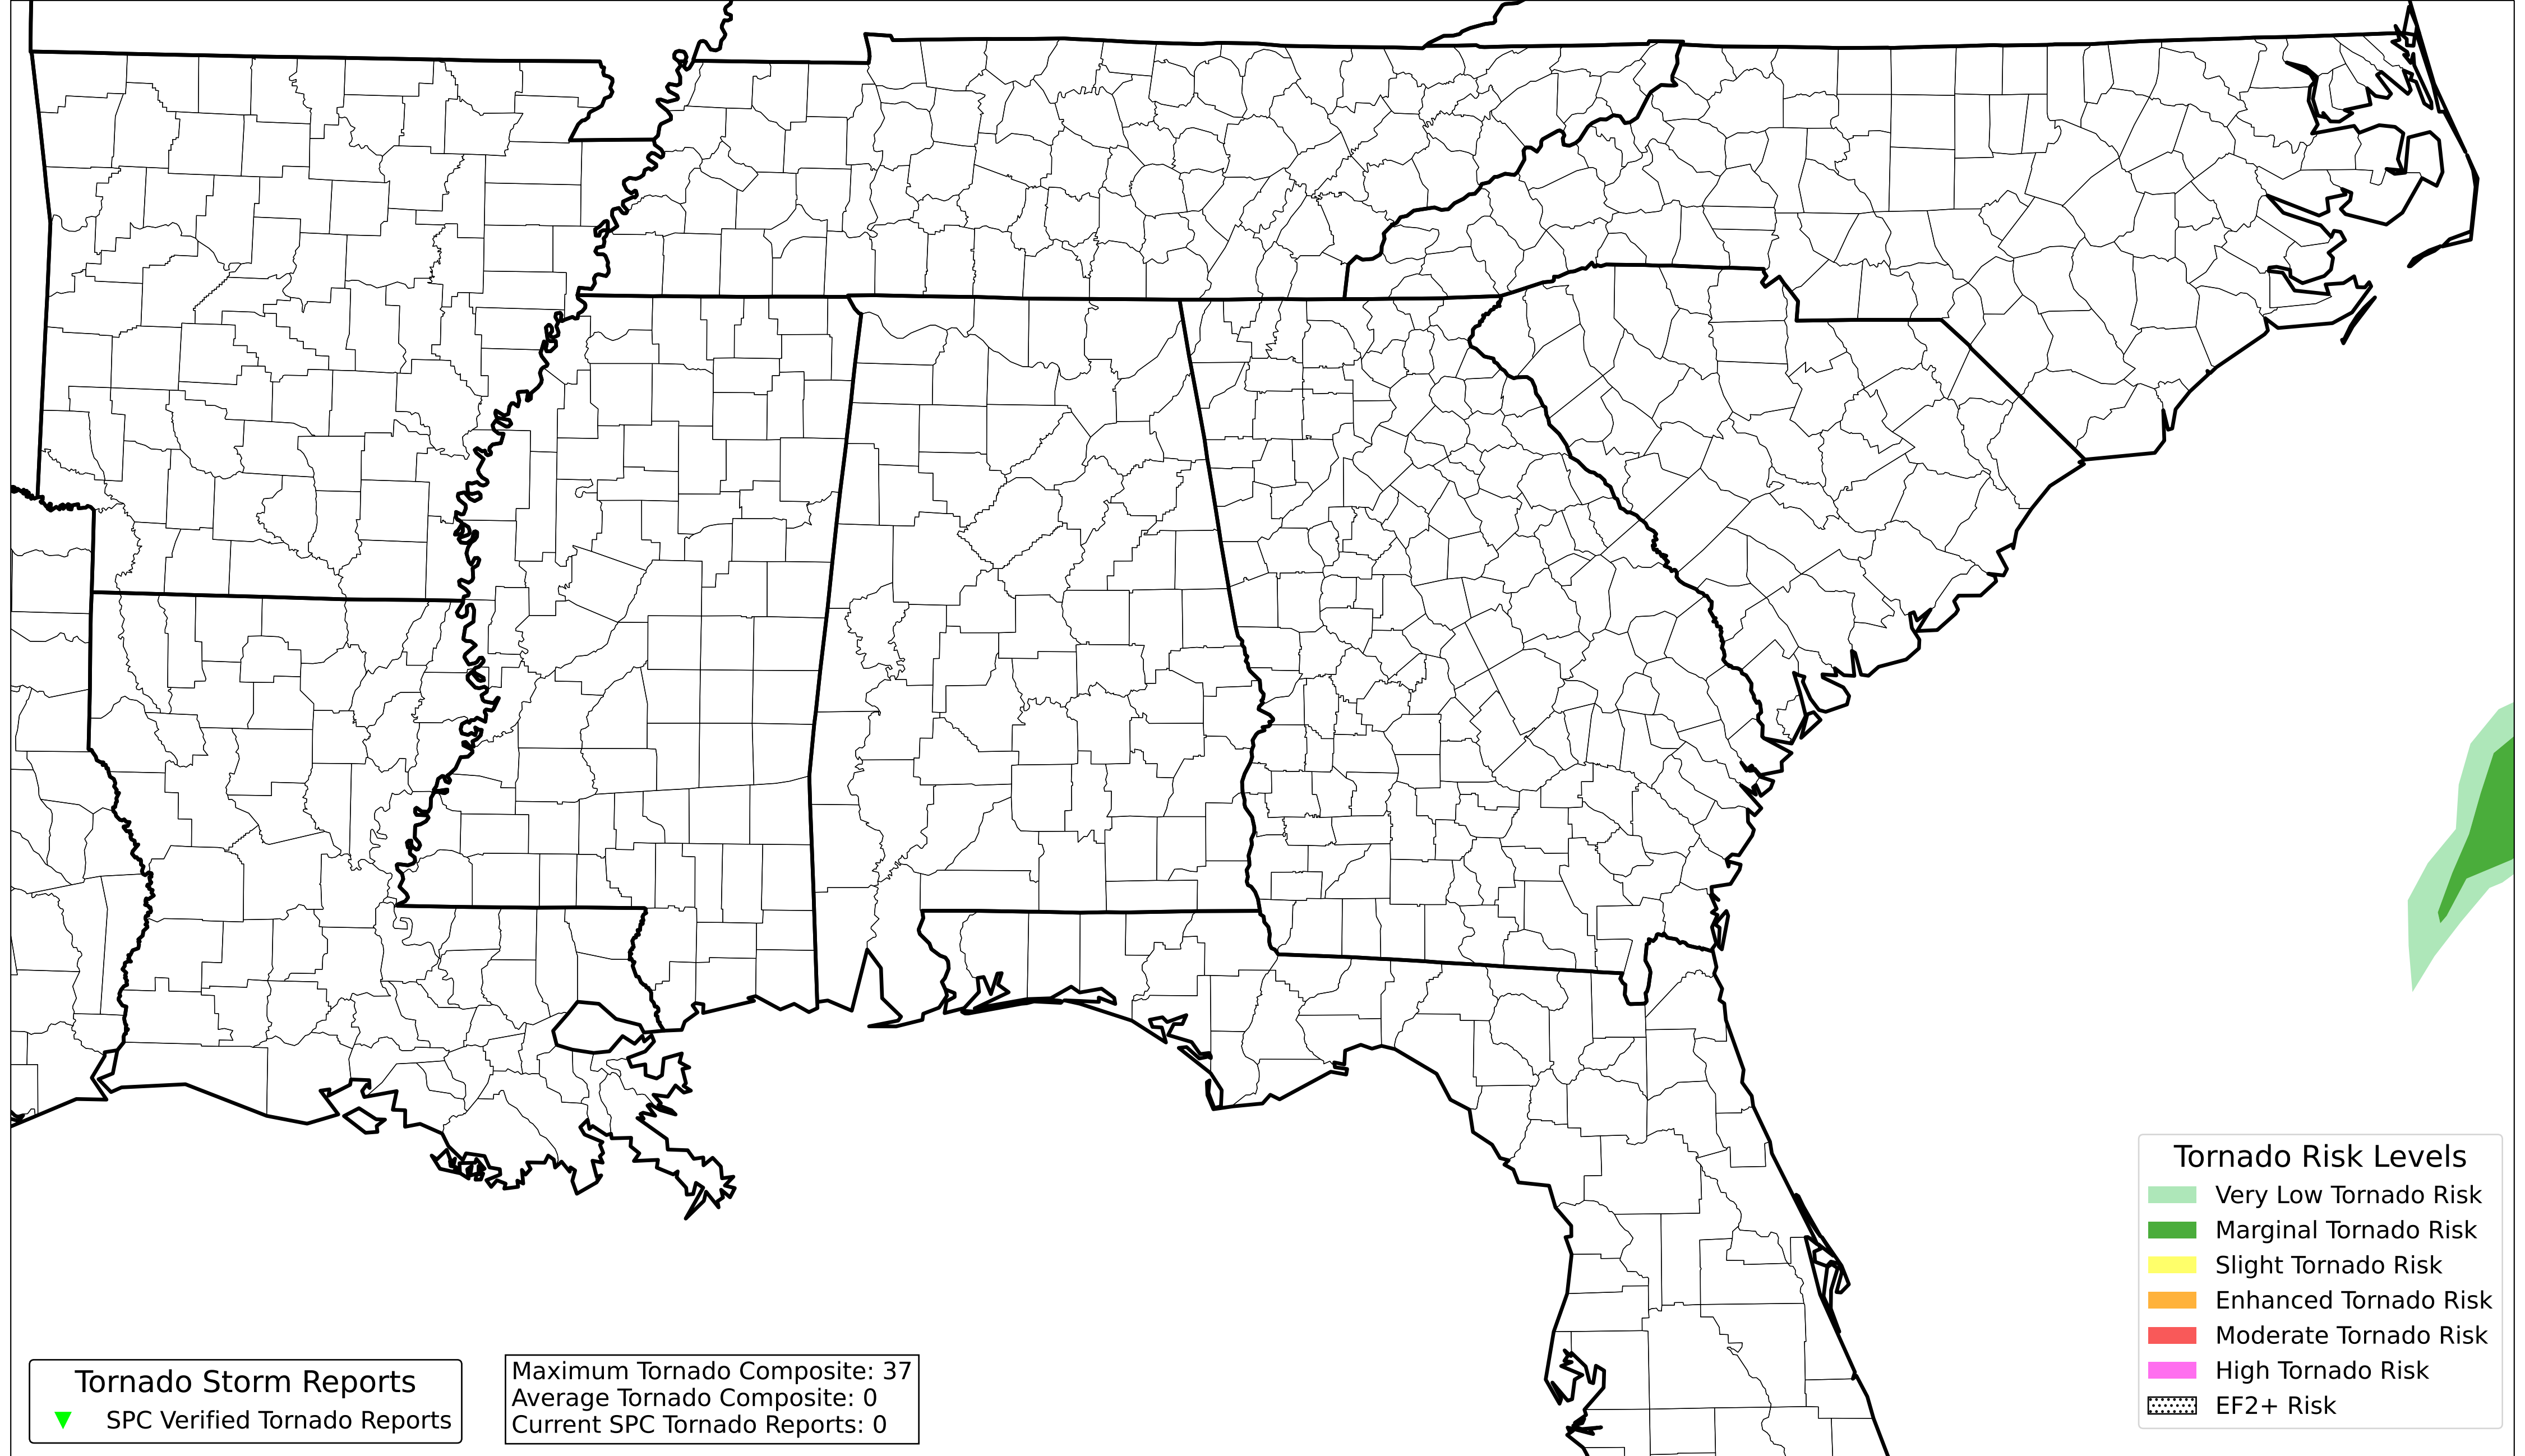 Tornado Risk Levels
Very Low Tornado Risk
Marginal Tornado Risk
Slight Tornado Risk
Enhanced Tornado Risk
Moderate Tornado Risk
High Tornado Risk
EF2+ Risk
Tornado Storm Reports
SPC Verified Tornado Reports
Maximum Tornado Composite: 37
Average Tornado Composite: 0
Current SPC Tornado Reports: 0